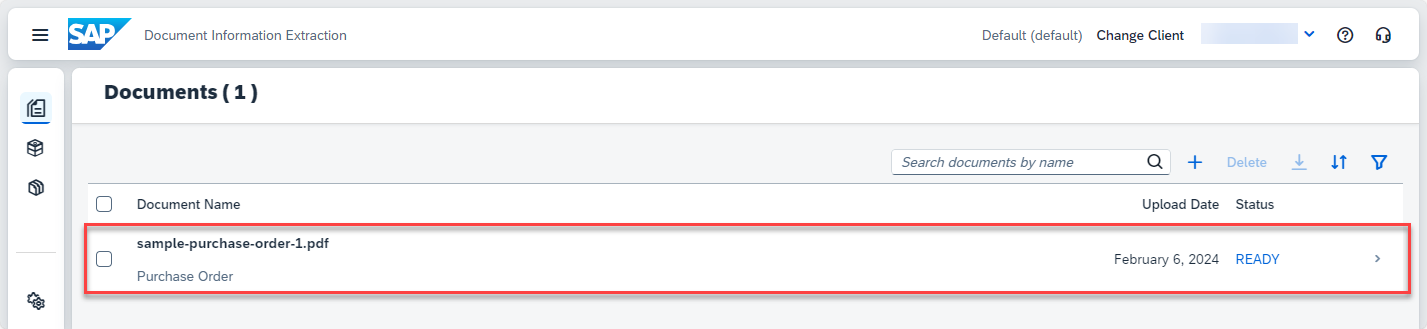 SAP Document Information Extraction Default (default) Change Client
Documents ( 1 )
Search documents by name Delete
Document Name Upload Date Status
sample-purchase-order-1.pdf
February 6, 2024 READY
Purchase Order